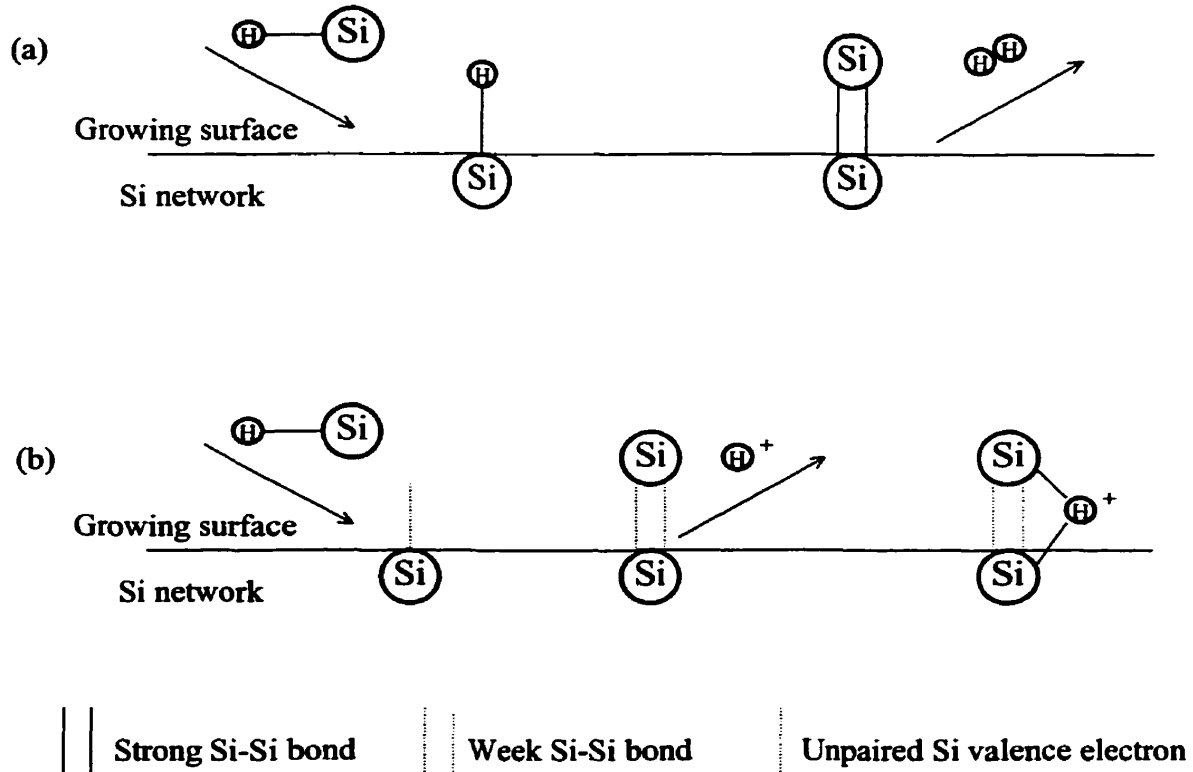 (a)
H Si
H
Si
H H
Growing surface
Si Si
Si network
(b)
H Si
Si H +
Si
H +
Growing surface
Si Si Si
Si network
Strong Si-Si bond Week Si-Si bond Unpaired Si valence electron